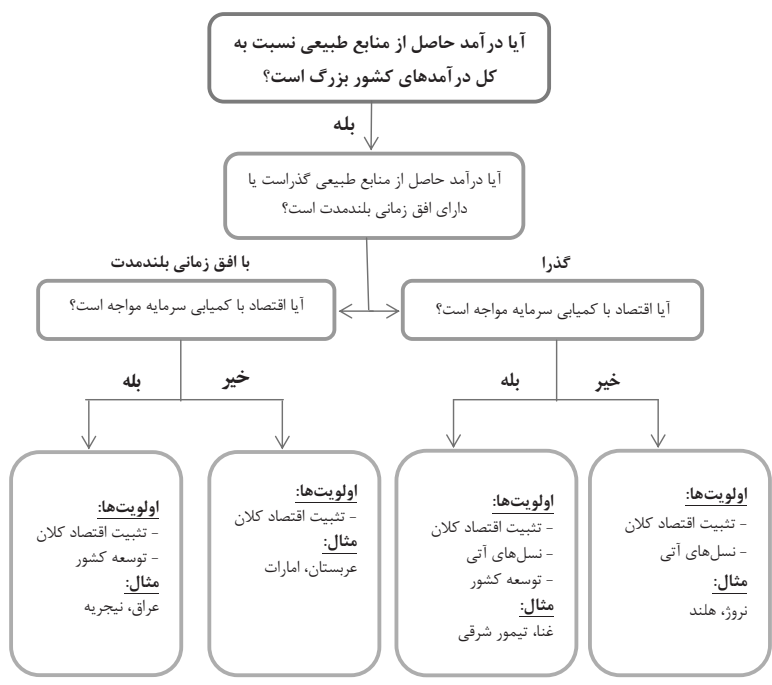 آیا درآمد حاصل از منابع طبیعی نسبت به
کل درآمدهای کشور بزرگ است؟
بله
آیا درآمد حاصل از منابع طبیعی گذراست یا
دارای افق زمانی بلندمدت است؟
گذرا
با افق زمانی بلندمدت
آیا اقتصاد با کمیابی سرمایه مواجه است؟
آیا اقتصاد با کمیابی سرمایه مواجه است؟
خیر
بله
خیر
بله
اولویت‌ها:
- تثبیت اقتصاد کلان
- نسل‌های آتی
مثال:
نروژ، هلند
اولویت‌ها:
- تثبیت اقتصاد کلان
- نسل‌های آتی
- توسعه کشور
مثال:
غنا، تیمور شرقی
اولویت‌ها:
- تثبیت اقتصاد کلان
مثال:
عربستان، امارات
اولویت‌ها:
- تثبیت اقتصاد کلان
- توسعه کشور
مثال:
عراق، نیجریه